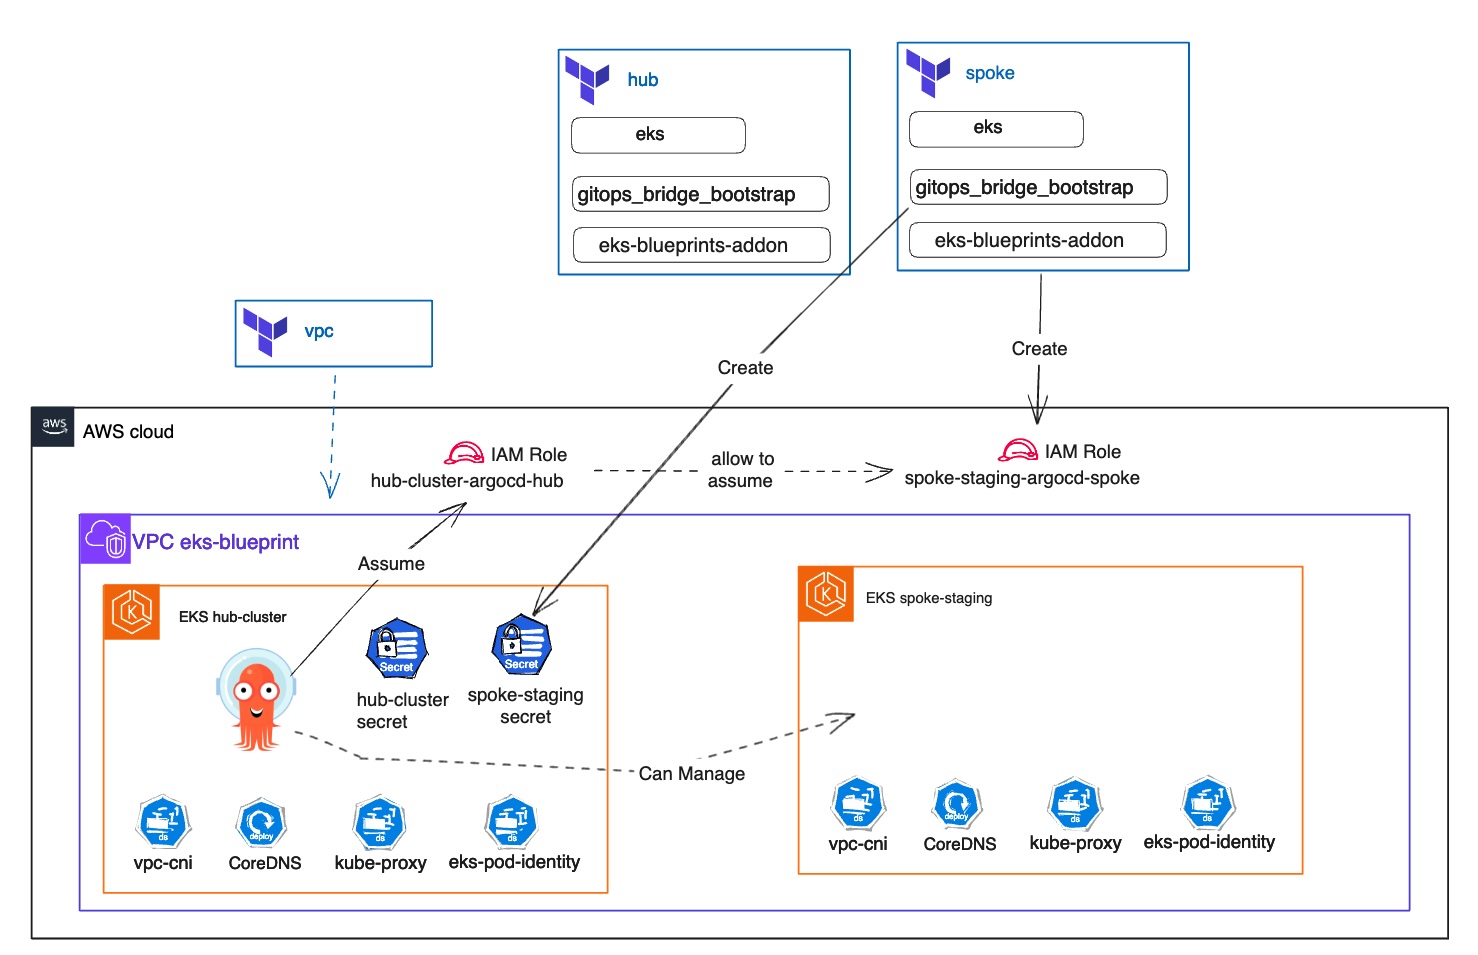 hub
eks
gitops_bridge_bootstrap
eks-blueprints-addon
spoke
eks
gitops_bridge_bootstrap
eks-blueprints-addon
vpc
Create
Create
aws
AWS cloud
IAM Role
hub-cluster-argocd-hub
allow to
assume
IAM Role
spoke-staging-argocd-spoke
VPC eks-blueprint
Assume
K
EKS hub-cluster
Secret
hub-cluster
secret
Secret
spoke-staging
secret
K
EKS spoke-staging
Can Manage
ds
vpc-cni
deploy
CoreDNS
ds
kube-proxy
ds
eks-pod-identity
ds
vpc-cni
deploy
CoreDNS
ds
kube-proxy
ds
eks-pod-identity